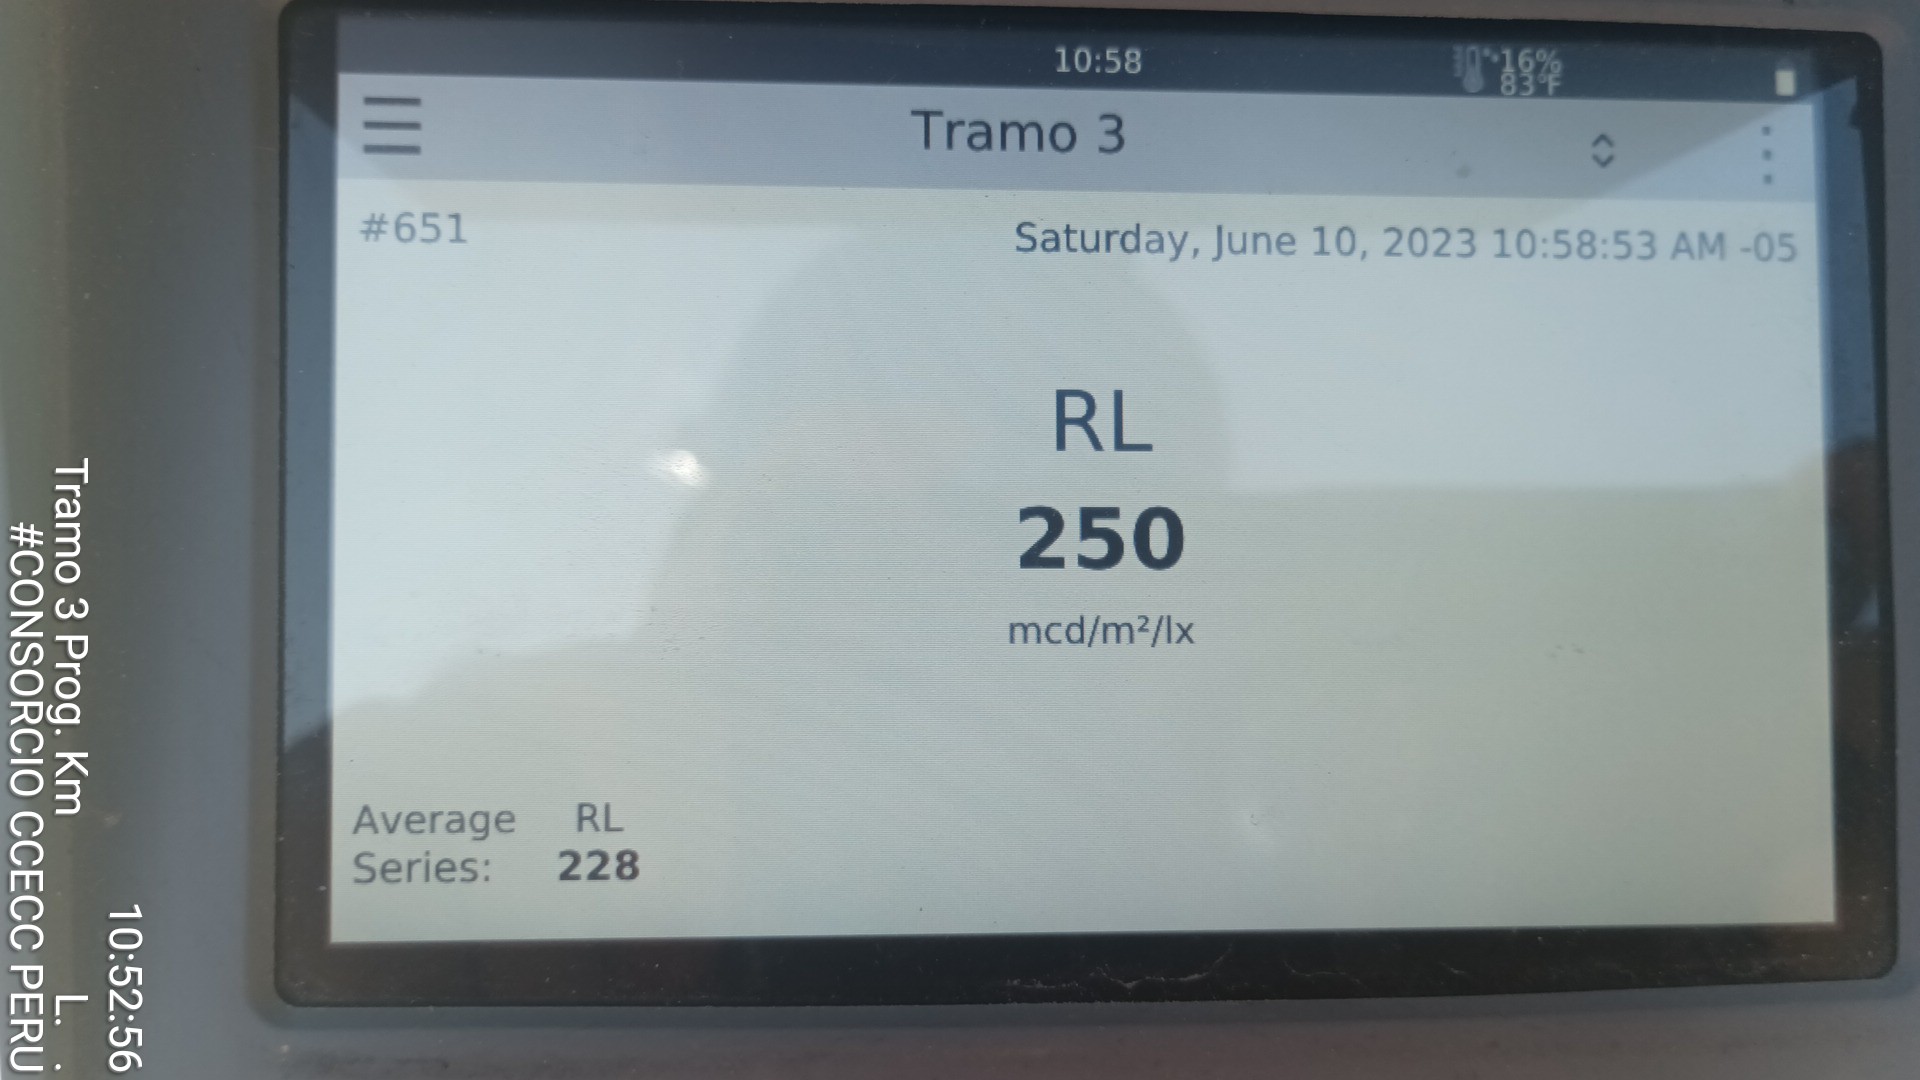 10:58
16%
83°F
Tramo 3
#651
Saturday, June 10, 2023 10:58:53 AM -05
RL
250
mcd/m²/lx
Average RL
Series: 228
10:52:56
Tramo 3 Prog. Km L. .
#CONSORCIO CCECC PERU